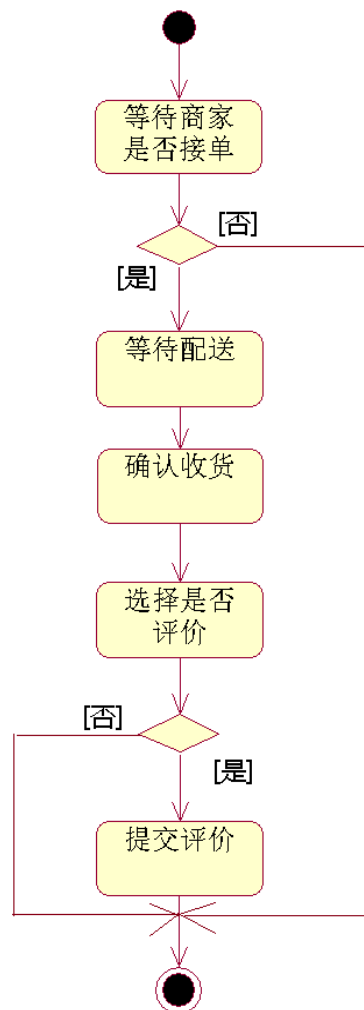 等待商家
是否接单
[否]
[是]
等待配送
确认收货
选择是否
评价
[否]
[是]
提交评价